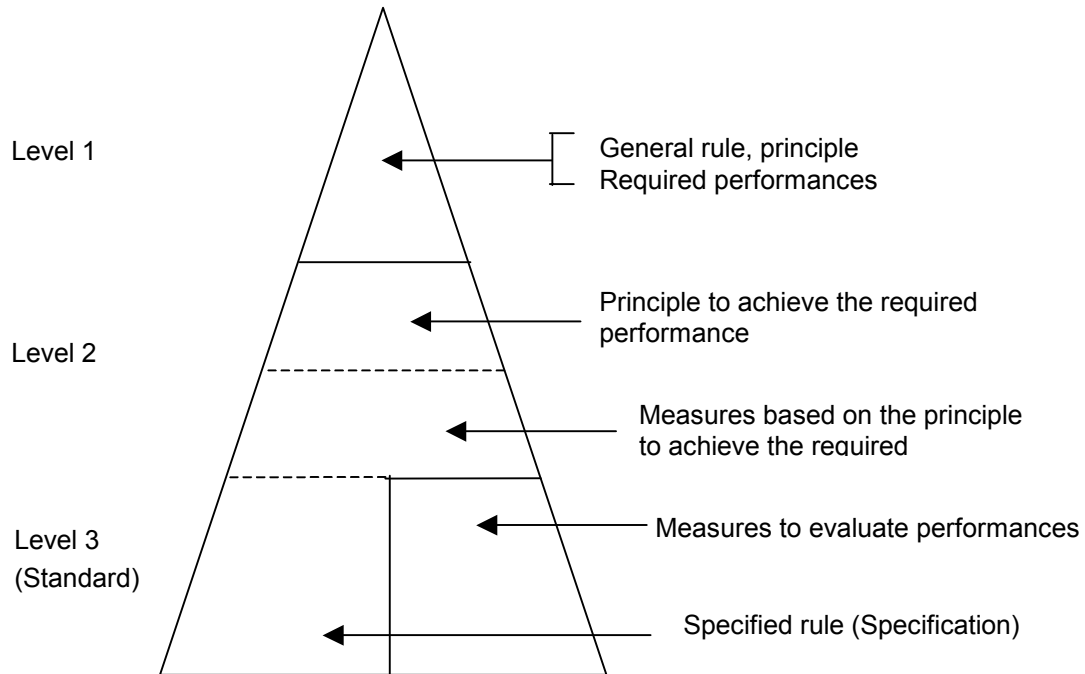 Level 1
General rule, principle
Required performances
Principle to achieve the required
performance
Level 2
Measures based on the principle
to achieve the required
Measures to evaluate performances
Level 3
(Standard)
Specified rule (Specification)